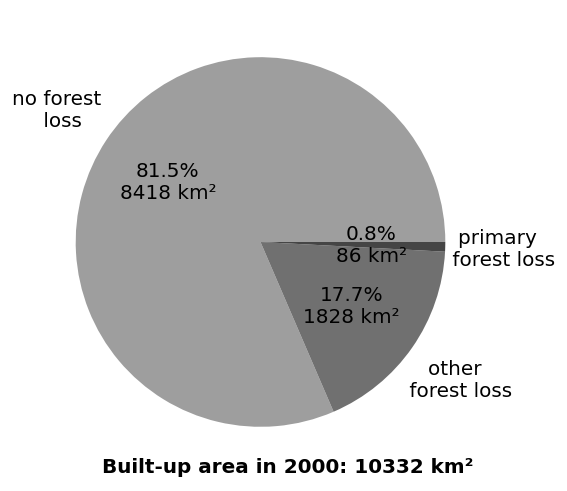 no forest
loss
81.5%
8418 km²
0.8%
86 km²
primary
forest loss
17.7%
1828 km²
other
forest loss
Built-up area in 2000: 10332 km²